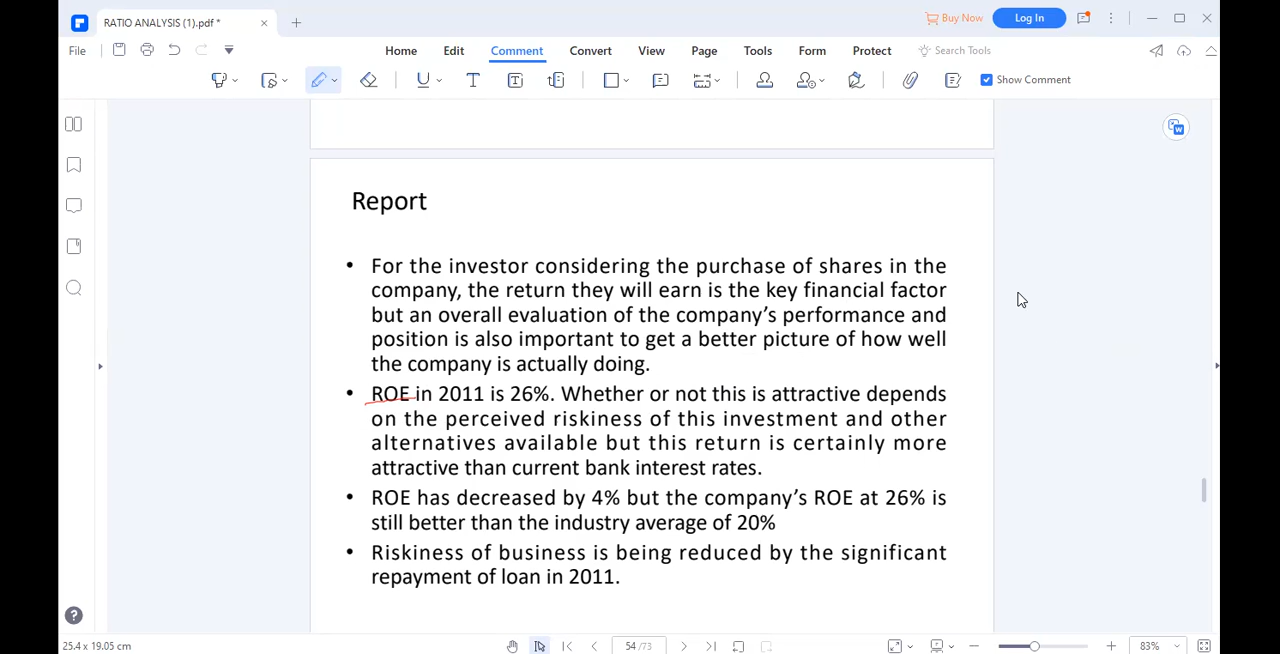 RATIO ANALYSIS (1).pdf *
Buy Now
Log In
File
Home Edit Comment Convert View Page Tools Form Protect
Search Tools
Show Comment
Report
• For the investor considering the purchase of shares in the
company, the return they will earn is the key financial factor
but an overall evaluation of the company’s performance and
position is also important to get a better picture of how well
the company is actually doing.
• ROE in 2011 is 26%. Whether or not this is attractive depends
on the perceived riskiness of this investment and other
alternatives available but this return is certainly more
attractive than current bank interest rates.
• ROE has decreased by 4% but the company’s ROE at 26% is
still better than the industry average of 20%
• Riskiness of business is being reduced by the significant
repayment of loan in 2011.
25.4 x 19.05 cm
54 /73
83%